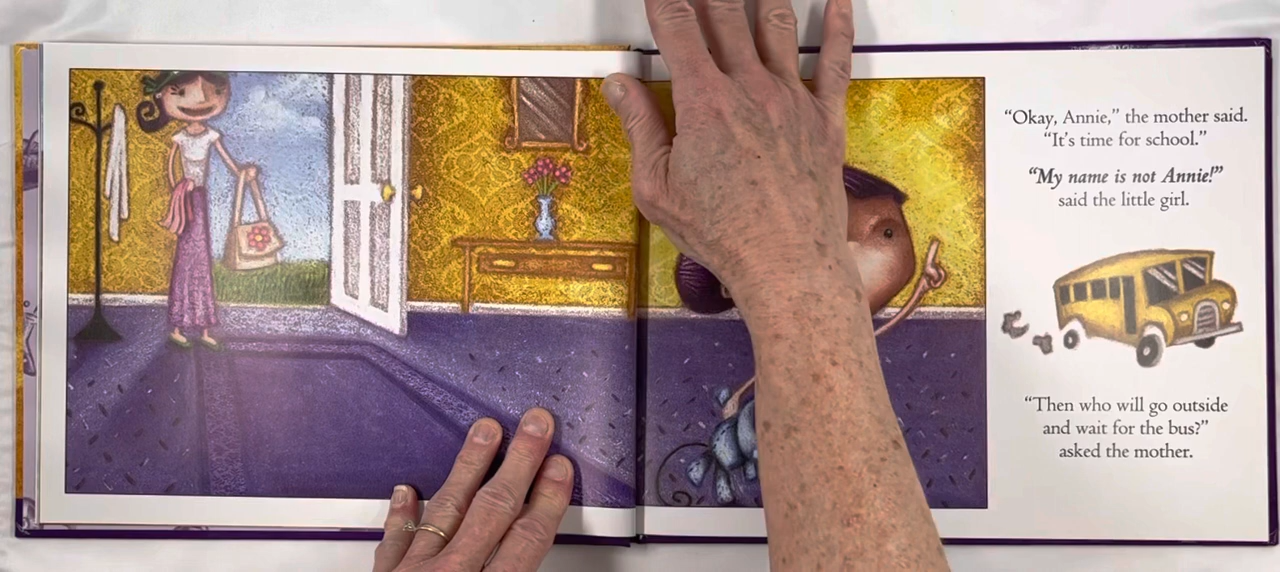 “Okay, Annie,” the mother said.
“It’s time for school.”
“My name is not Annie!”
said the little girl.
“Then who will go outside
and wait for the bus?”
asked the mother.